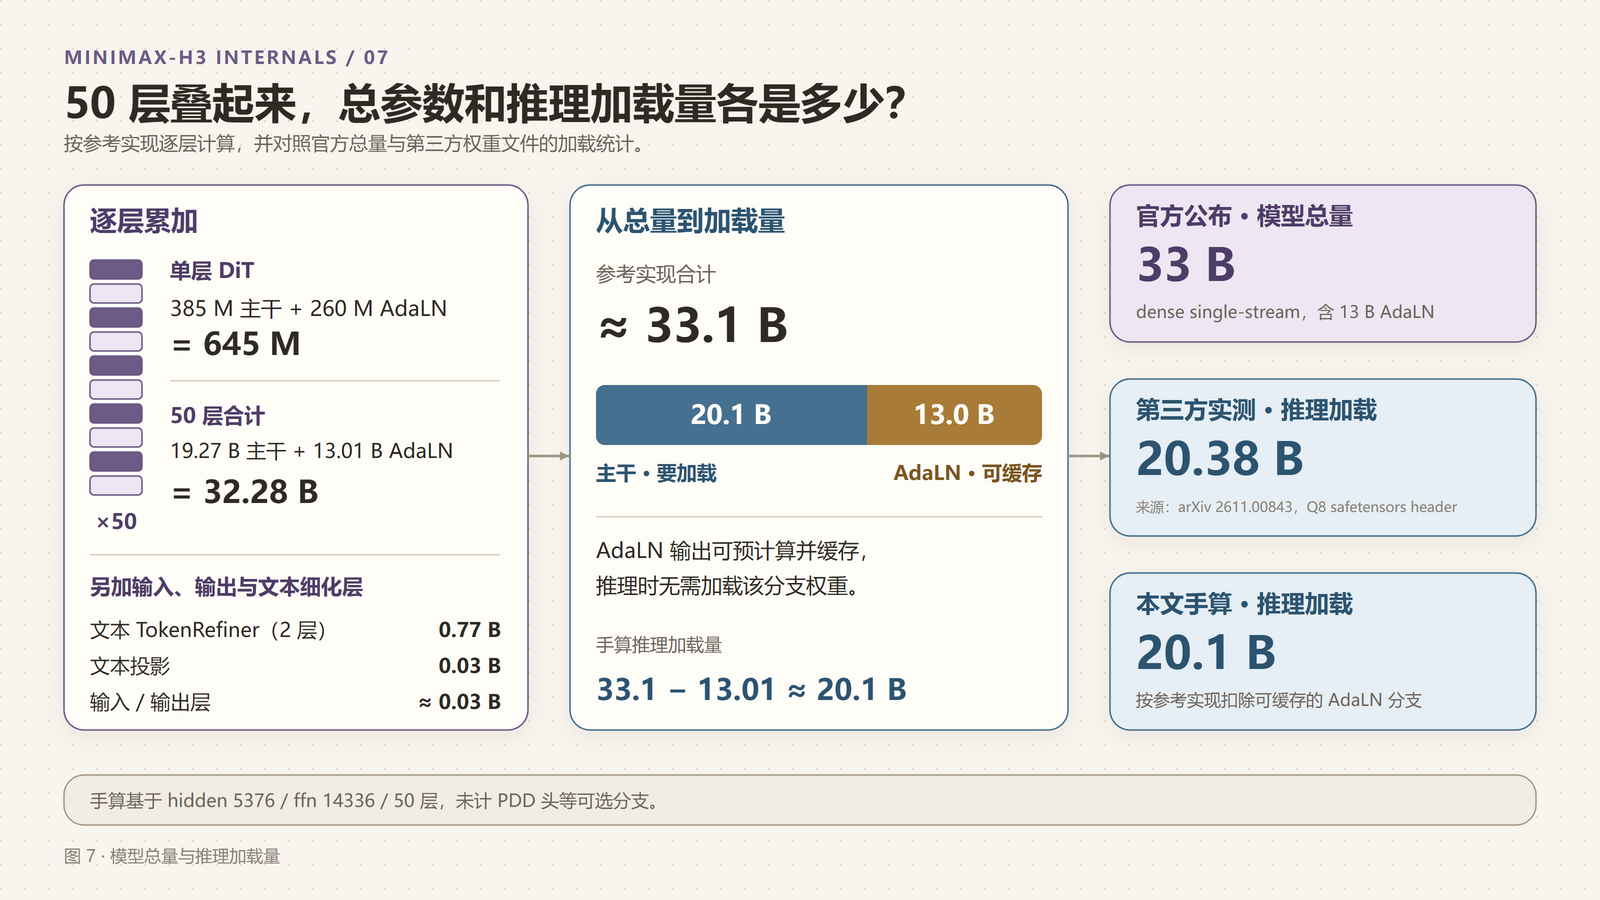 MINIMAX-H3 INTERNALS / 07
50 层叠起来，总参数和推理加载量各是多少？
按参考实现逐层计算，并对照官方总量与第三方权重文件的加载统计。
逐层累加
单层 DiT
385 M 主干 + 260 M AdaLN
= 645 M
50 层合计
19.27 B 主干 + 13.01 B AdaLN
= 32.28 B
×50
另加输入、输出与文本细化层
文本 TokenRefiner（2 层） 0.77 B
文本投影 0.03 B
输入 / 输出层 ≈ 0.03 B
从总量到加载量
参考实现合计
≈ 33.1 B
20.1 B 13.0 B
主干 · 要加载 AdaLN · 可缓存
AdaLN 输出可预计算并缓存，
推理时无需加载该分支权重。
手算推理加载量
33.1 − 13.01 ≈ 20.1 B
官方公布 · 模型总量
33 B
dense single-stream，含 13 B AdaLN
第三方实测 · 推理加载
20.38 B
来源：arXiv 2611.00843，Q8 safetensors header
本文手算 · 推理加载
20.1 B
按参考实现扣除可缓存的 AdaLN 分支
手算基于 hidden 5376 / ffn 14336 / 50 层，未计 PDD 头等可选分支。
图 7 · 模型总量与推理加载量